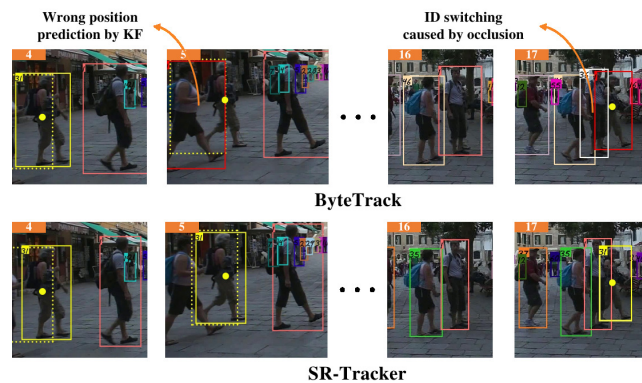 Wrong position
prediction by KF
ID switching
caused by occlusion
4
5
16
17
ByteTrack
4
5
16
17
SR-Tracker